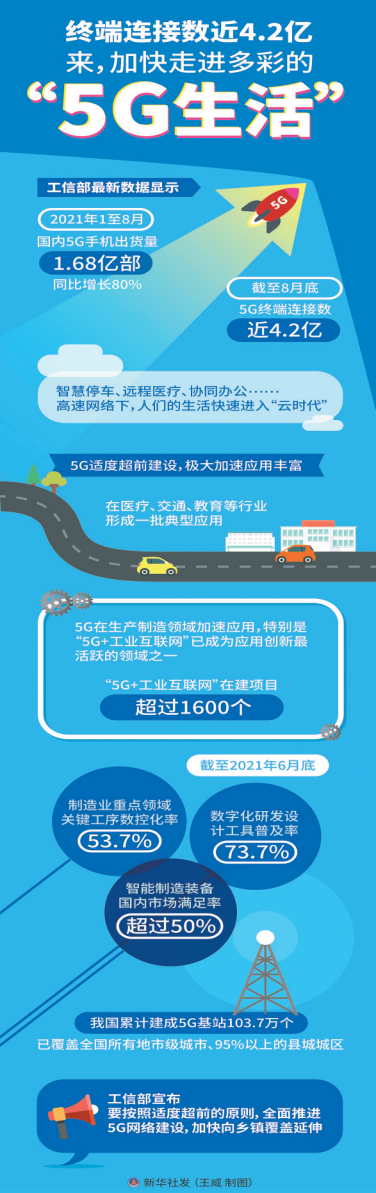 终端连接数近4.2亿
来，加快走进多彩的
“5G生活”
工信部最新数据显示
5G
2021年1至8月
国内5G手机出货量
1.68亿部
同比增长80%
截至8月底
5G终端连接数
近4.2亿
智慧停车、远程医疗、协同办公……
高速网络下，人们的生活快速进入“云时代”
5G适度超前建设，极大加速应用丰富
在医疗、交通、教育等行业
形成一批典型应用
5G在生产制造领域加速应用，特别是
“5G+工业互联网”已成为应用创新最
活跃的领域之一
“5G+工业互联网”在建项目
超过1600个
截至2021年6月底
制造业重点领域
关键工序数控化率
53.7%
数字化研发设
计工具普及率
73.7%
智能制造装备
国内市场满足率
超过50%
我国累计建成5G基站103.7万个
已覆盖全国所有地市级城市、95%以上的县城城区
工信部宣布
要按照适度超前的原则，全面推进
5G网络建设，加快向乡镇覆盖延伸
新华社发（王威 制图）